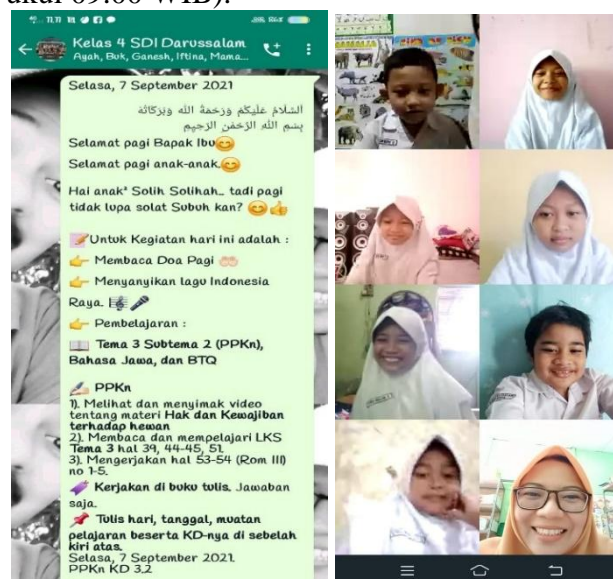 akul 09.00 WIB).
11.11
Kelas 4 SDI Darussalam
Ayah, Buk, Ganesh, Iftina, Mama...
Selasa, 7 September 2021
السَّلاَمُ عَلَيْكُمْ وَرَحْمَةُ اللهِ وَبَرَكَاتُهُ
بِسْمِ اللهِ الرَّحْمَنِ الرَّحِيمِ
Selamat pagi Bapak Ibu😊
Selamat pagi anak-anak.😊
Hai anak² Solih Solihah... tadi pagi
tidak lupa solat Subuh kan? 😊👍
📝Untuk Kegiatan hari ini adalah :
👉 Membaca Doa Pagi 🤲🏻
👉 Menyanyikan lagu Indonesia
Raya. 🎼🎤
👉 Pembelajaran :
📖 Tema 3 Subtema 2 (PPKn),
Bahasa Jawa, dan BTQ
✍🏻 PPKn
1). Melihat dan menyimak video
tentang materi Hak dan Kewajiban
terhadap hewan
2). Membaca dan mempelajari LKS
Tema 3 hal 39, 44-45, 51.
3). Mengerjakan hal 53-54 (Rom III)
no 1-5.
Kerjakan di buku tulis. Jawaban
saja.
📌 Tulis hari, tanggal, muatan
pelajaran beserta KD-nya di sebelah
kiri atas.
Selasa, 7 September 2021.
PPKn KD 3.2